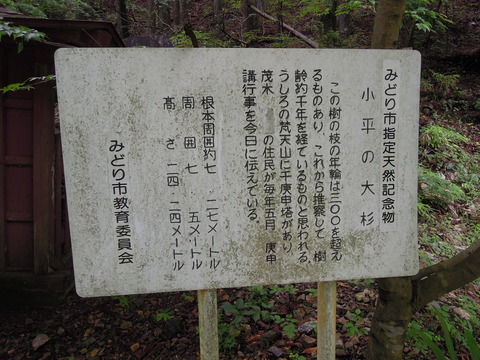 みどり市指定天然記念物
小平の大杉
この樹の枝の年輪は三〇〇を超え
るものあり、これから推察して、樹
齢約千年を経ているものと思われる
うしろの梵天山に千庚申塔があり
茂木 の住民が毎年五月 庚申
講行事を今日に伝えている。
根本周囲約七 二七メートル
周囲 七 五メートル
高さ 二四 二四メートル
みどり市教育委員会